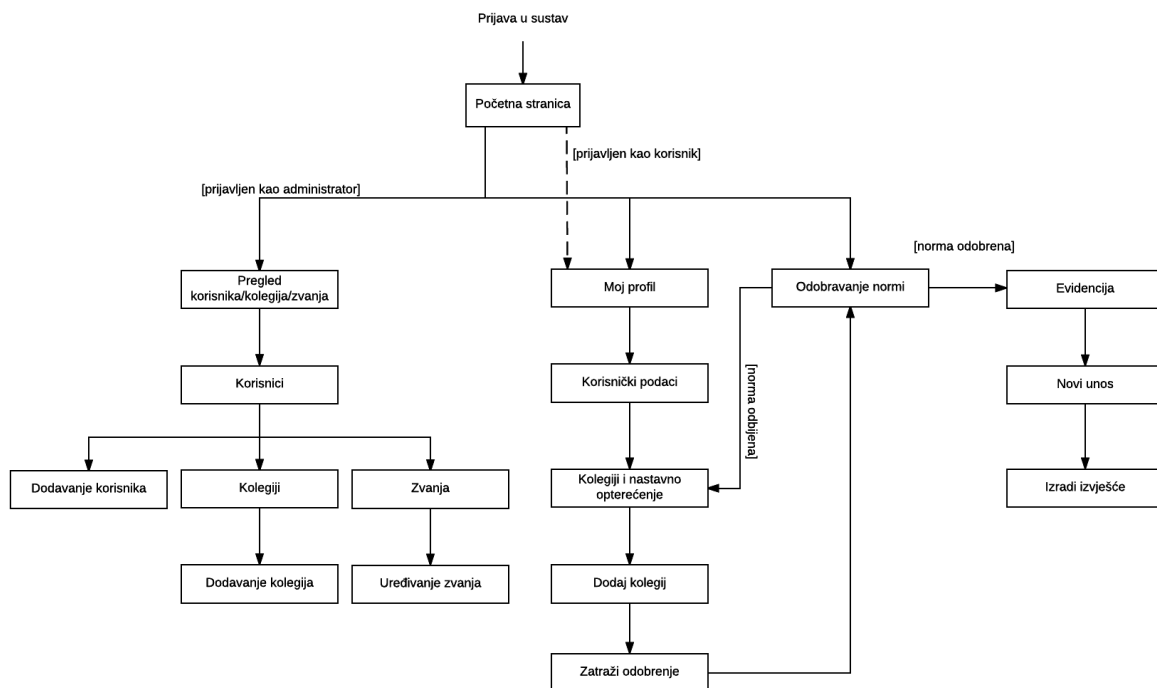 Prijava u sustav
Početna stranica
[prijavljen kao korisnik]
[prijavljen kao administrator]
[norma odobrena]
Pregled
korisnika/kolegija/zvanja
Moj profil
Odobravanje normi
Evidencija
Korisnici
Korisnički podaci
[norma odbijena]
Novi unos
Dodavanje korisnika
Kolegiji
Zvanja
Kolegiji i nastavno
opterećenje
Izradi izvješće
Dodavanje kolegija
Uređivanje zvanja
Dodaj kolegij
Zatraži odobrenje